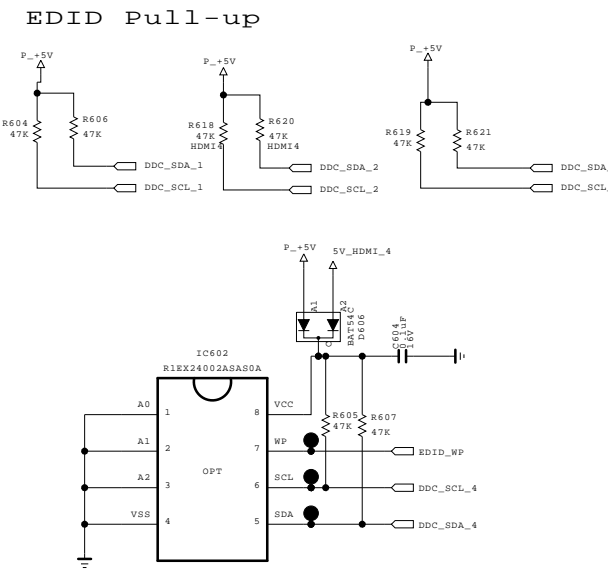 EDID Pull-up
P_+5V
P_+5V
P_+5V
R604
47K
R606
47K
R618
47K
HDMI4
R620
47K
HDMI4
R619
47K
R621
47K
DDC_SDA_1
DDC_SCL_1
DDC_SDA_2
DDC_SCL_2
DDC_SDA
DDC_SCL
P_+5V
5V_HDMI_4
A1
A2
C
BAT54C
D606
C604
0.1uF
16V
IC602
R1EX24002ASAS0A
A0
1
8
VCC
R605
47K
R607
47K
A1
2
7
WP
EDID_WP
OPT
A2
3
6
SCL
DDC_SCL_4
VSS
4
5
SDA
DDC_SDA_4